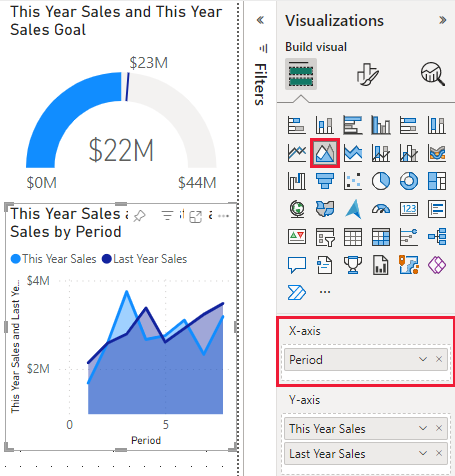 This Year Sales and This Year
Sales Goal
$23M
$22M
$0M
$44M
This Year Sales a
Sales by Period
This Year Sales
Last Year Sales
$4M
$2M
This Year Sales and Last Ye...
0
5
Period
Filters
Visualizations
Build visual
123
X-axis
Period
Y-axis
This Year Sales
Last Year Sales